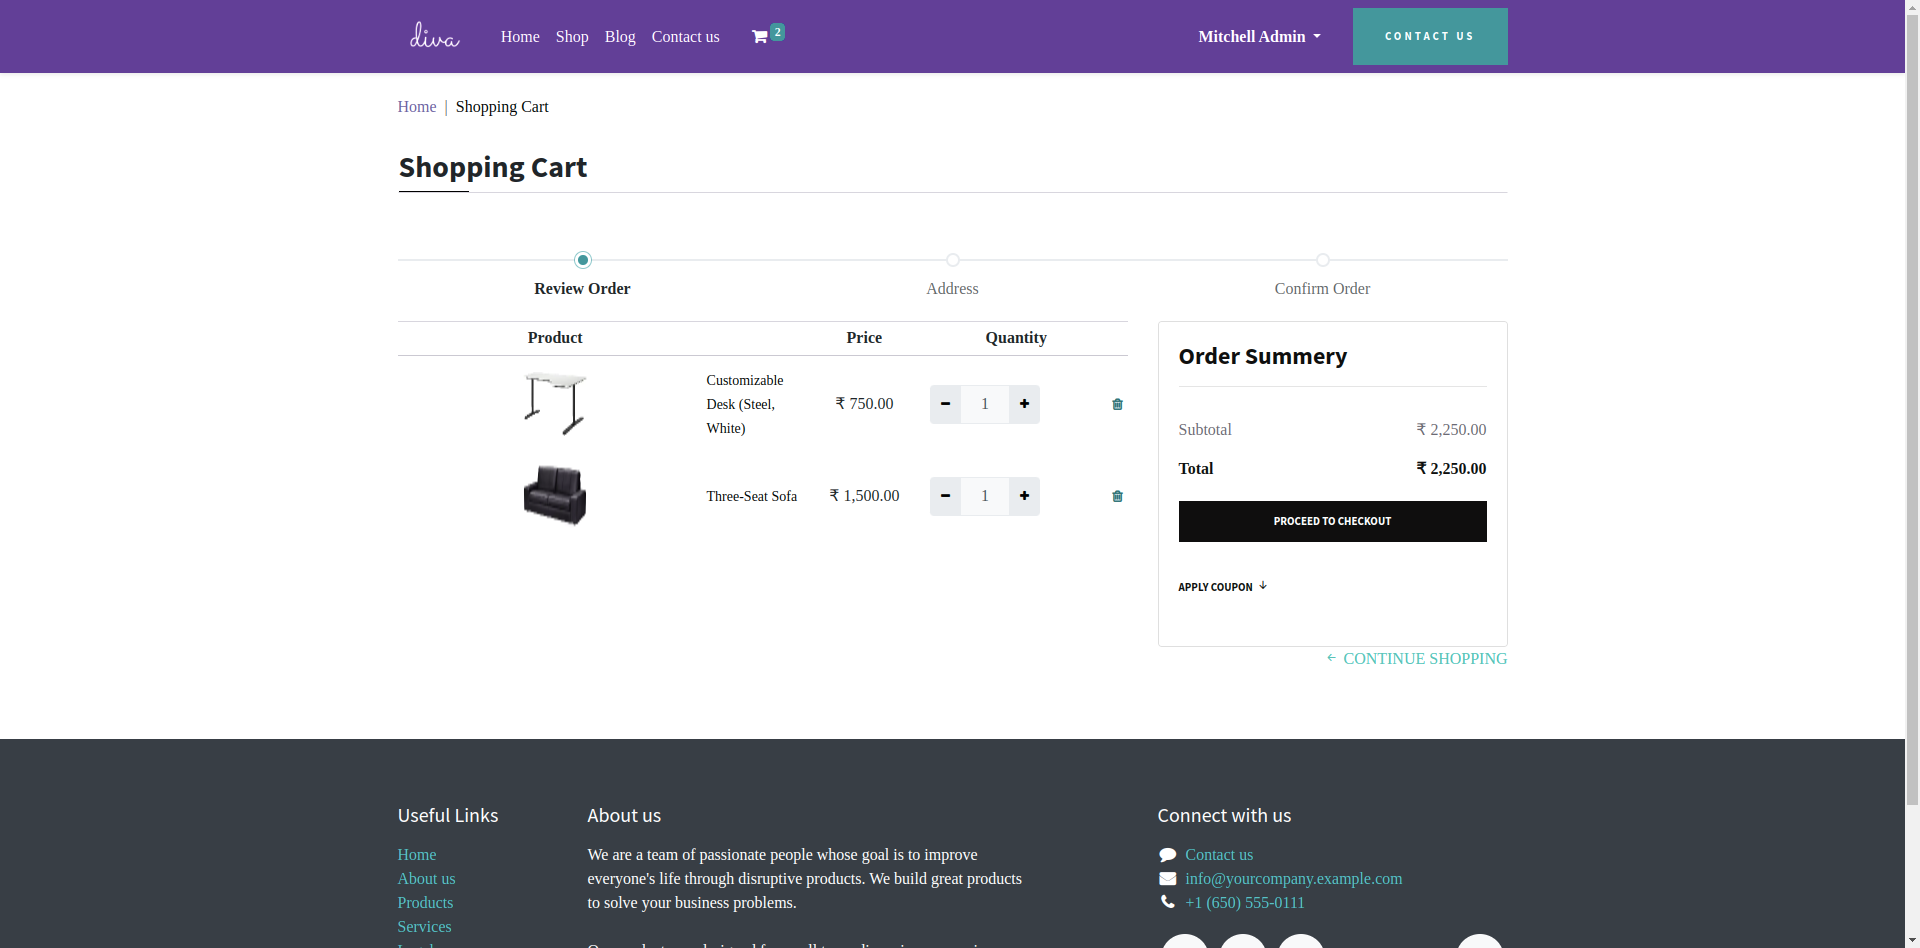 diva
Home Shop Blog Contact us 2 Mitchell Admin CONTACT US
Home | Shopping Cart
Shopping Cart
Review Order Address Confirm Order
Product Price Quantity
Customizable
Desk (Steel,
White)
₹ 750.00 1
Three-Seat Sofa ₹ 1,500.00 1
Order Summery
Subtotal ₹ 2,250.00
Total ₹ 2,250.00
PROCEED TO CHECKOUT
APPLY COUPON
CONTINUE SHOPPING
Useful Links
Home
About us
Products
Services
About us
We are a team of passionate people whose goal is to improve
everyone's life through disruptive products. We build great products
to solve your business problems.
Connect with us
Contact us
info@yourcompany.example.com
+1 (650) 555-0111